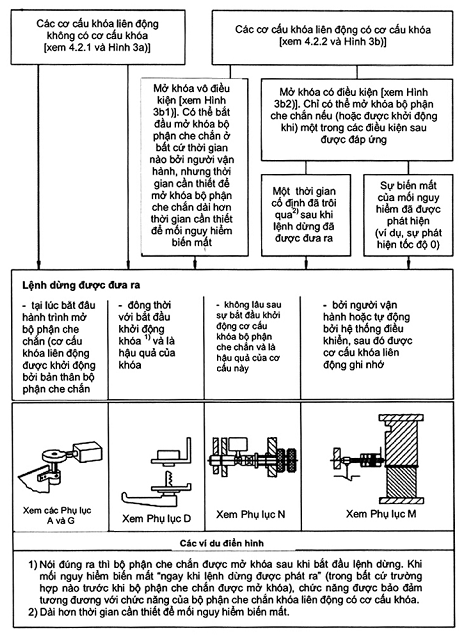 Các cơ cấu khóa liên động
không có cơ cấu khóa
[xem 4.2.1 và Hình 3a)]
Các cơ cấu khóa liên động có cơ cấu khóa
[xem 4.2.2 và Hình 3b)]
Mở khóa vô điều
kiện [xem Hình
3b1)]. Có thể bắt
đầu mở khóa bộ
phận che chắn ở
bất cứ thời gian
nào bởi người vận
hành, nhưng thời
gian cần thiết để
mở khóa bộ phận
che chắn dài hơn
thời gian cần thiết
để mối nguy hiểm
biến mất
Mở khóa có điều kiện [xem Hình
3b2)]. Chỉ có thể mở khóa bộ phận
che chắn nếu (hoặc được khởi động
khi) một trong các điều kiện sau
được đáp ứng
Một thời gian
cố định đã trôi
qua2) sau khi
lệnh dừng đã
được đưa ra
Sự biến mất
của mối nguy
hiểm đã được
phát hiện
(ví dụ, sự phát
hiện tốc độ 0)
Lệnh dừng được đưa ra
- tại lúc bắt đầu
hành trình mở
bộ phận che
chắn (cơ cấu
khóa liên động
được khởi động
bởi bản thân bộ
phận che chắn
- đồng thời
với bắt đầu
khởi động
khóa 1) và là
hậu quả của
khóa
- không lâu sau
sự bắt đầu khởi
động cơ cấu
khóa bộ phận
che chắn và là
hậu quả của cơ
cấu này
- bởi người vận
hành hoặc tự động
bởi hệ thống điều
khiển, sau đó được
cơ cấu khóa liên
động ghi nhớ
Xem các Phụ lục
A và G
Xem Phụ lục D
Xem Phụ lục N
Xem Phụ lục M
Các ví dụ điển hình
1) Nói đúng ra thì bộ phận che chắn được mở khóa sau khi bắt đầu lệnh dừng. Khi
mối nguy hiểm biến mất "ngay khi lệnh dừng được phát ra" (trong bất cứ trường
hợp nào trước khi bộ phận che chắn được mở khóa), chức năng được bảo đảm
tương đương với chức năng của bộ phận che chắn khóa liên động có cơ cấu khóa.
2) Dài hơn thời gian cần thiết để mối nguy hiểm biến mất.